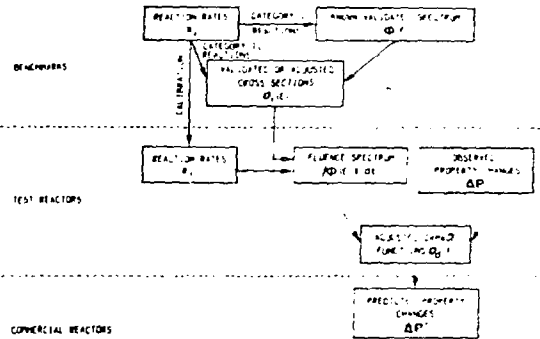 REACTION RATES
CATEGORY I
REACTIONS
KNOWN VALIDATED SPECTRUM
CATEGORY II
REACTIONS
BENCHMARKS
CALIBRATION
VALIDATED OR ADJUSTED
CROSS SECTIONS
REACTION RATES
FLUENCE SPECTRUM
OBSERVED
PROPERTY CHANGES
ΔP
TEST REACTORS
ADJUSTED DAMAGE
FUNCTIONS
PREDICTED PROPERTY
CHANGES
COMMERCIAL REACTORS